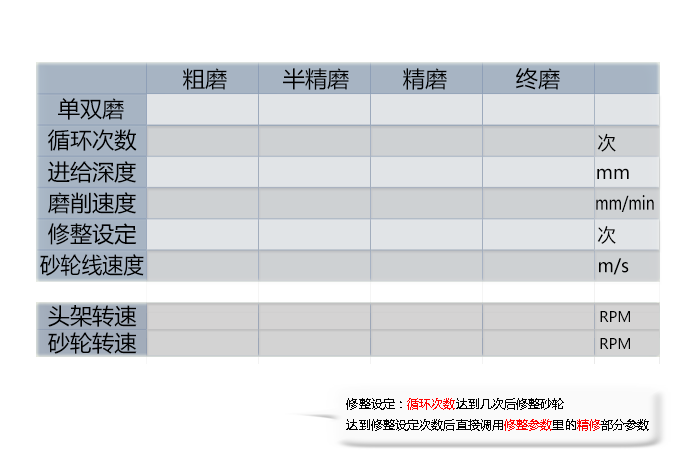 粗磨 半精磨 精磨 终磨
单双磨
循环次数 次
进给深度 mm
磨削速度 mm/min
修整设定 次
砂轮线速度 m/s
头架转速 RPM
砂轮转速 RPM
修整设定：循环次数达到几次后修整砂轮
达到修整设定次数后直接调用修整参数里的精修部分参数